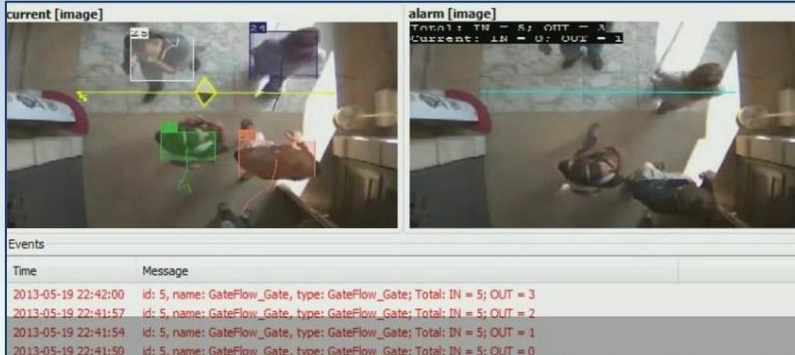 current [image]
alarm [image]
Total: IN = 5; OUT = 3
Current: IN = 0; OUT = 1
24
Events
Time Message
2013-05-19 22:42:00 id: 5, name: GateFlow_Gate, type: GateFlow_Gate; Total: IN = 5; OUT = 3
2013-05-19 22:41:57 id: 5, name: GateFlow_Gate, type: GateFlow_Gate; Total: IN = 5; OUT = 2
2013-05-19 22:41:54 id: 5, name: GateFlow_Gate, type: GateFlow_Gate; Total: IN = 5; OUT = 1
2013-05-19 22:41:50 id: 5, name: GateFlow_Gate, type: GateFlow_Gate; Total: IN = 5; OUT = 0